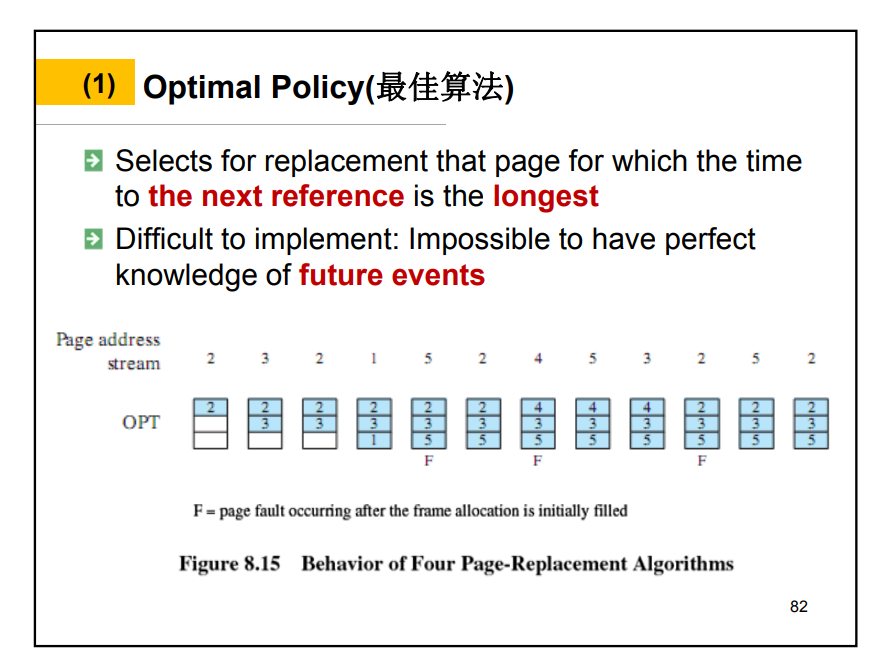 (1) Optimal Policy(最佳算法)
Selects for replacement that page for which the time
to the next reference is the longest
Difficult to implement: Impossible to have perfect
knowledge of future events
Page address
stream 2 3 2 1 5 2 4 5 3 2 5 2
2 2 2 2 2 2 4 4 4 2 2 2
OPT 3 3 3 3 3 3 3 3 3 3 3
1 5 5 5 5 5 5 5 5
F F F
F = page fault occurring after the frame allocation is initially filled
Figure 8.15 Behavior of Four Page-Replacement Algorithms
82